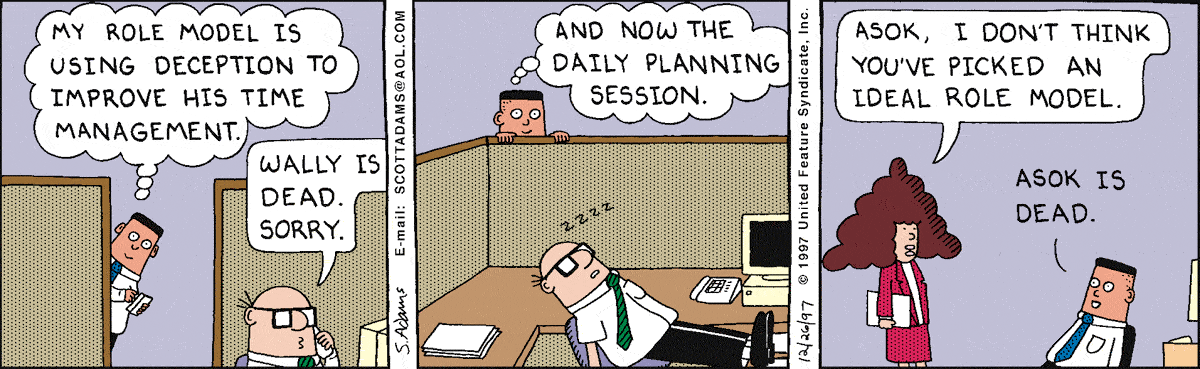 MY ROLE MODEL IS
USING DECEPTION TO
IMPROVE HIS TIME
MANAGEMENT.
WALLY IS
DEAD.
SORRY.
S. Adams
E-mail: SCOTTADAMS@AOL.COM
AND NOW THE
DAILY PLANNING
SESSION.
ZZZZ
12/26/97 © 1997 United Feature Syndicate, Inc.
ASOK, I DON'T THINK
YOU'VE PICKED AN
IDEAL ROLE MODEL.
ASOK IS
DEAD.